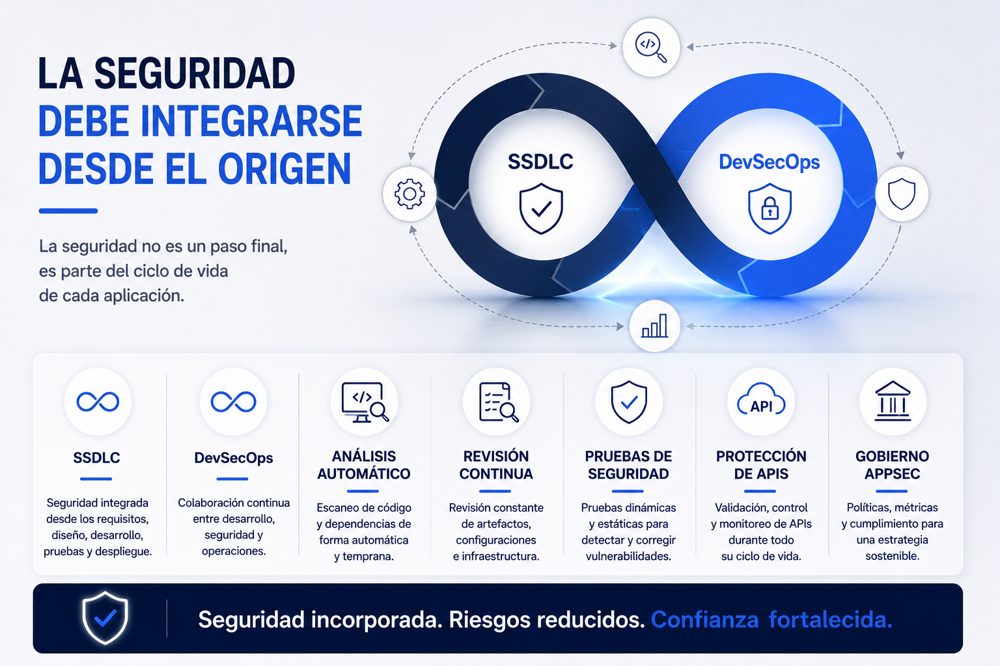 LA SEGURIDAD
DEBE INTEGRARSE
DESDE EL ORIGEN
La seguridad no es un paso final,
es parte del ciclo de vida
de cada aplicación.
</>
SSDLC
DevSecOps
SSDLC
Seguridad integrada
desde los requisitos,
diseño, desarrollo,
pruebas y despliegue.
DevSecOps
Colaboración continua
entre desarrollo,
seguridad y
operaciones.
</>
ANÁLISIS
AUTOMÁTICO
Escaneo de código
y dependencias de
forma automática
y temprana.
REVISIÓN
CONTINUA
Revisión constante
de artefactos,
configuraciones
e infraestructura.
PRUEBAS DE
SEGURIDAD
Pruebas dinámicas
y estáticas para
detectar y corregir
vulnerabilidades.
API
PROTECCIÓN
DE APIS
Validación, control
y monitoreo de APIs
durante todo
su ciclo de vida.
GOBIERNO
APPSEC
Políticas, métricas
y cumplimiento para
una estrategia
sostenible.
Seguridad incorporada. Riesgos reducidos. Confianza fortalecida.